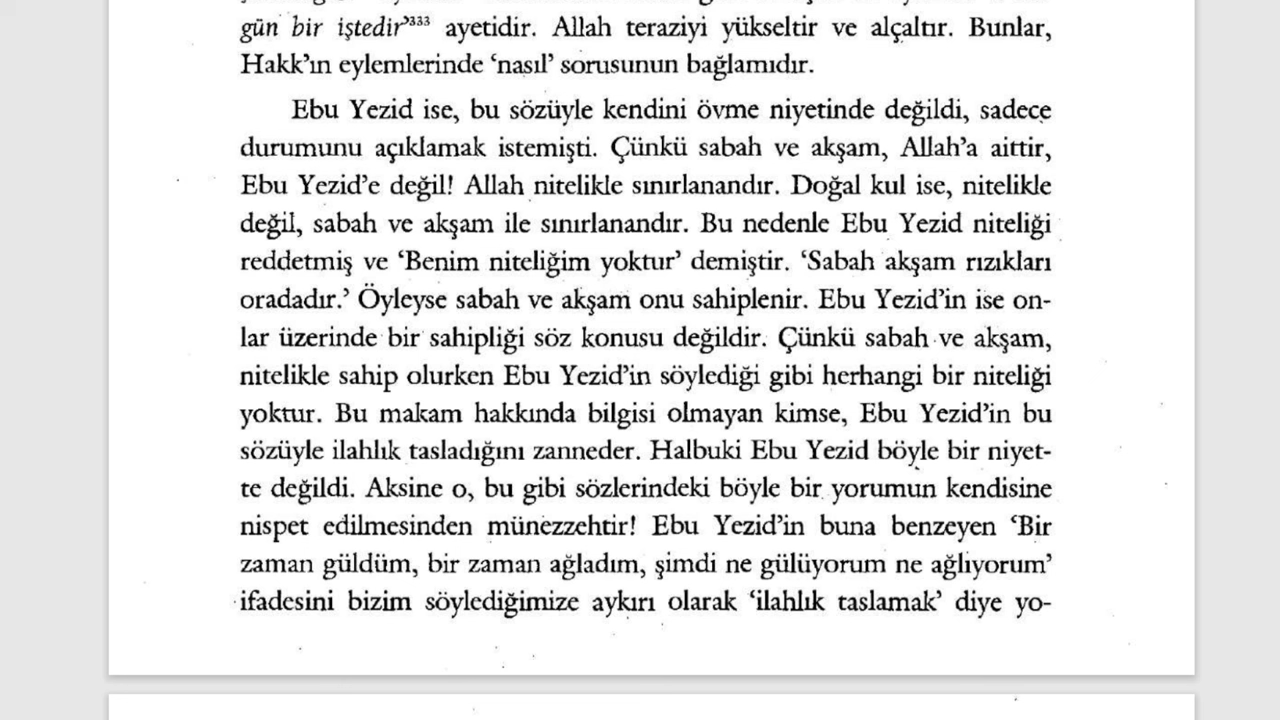 gün bir iştedir’³³³ ayetidir. Allah teraziyi yükseltir ve alçaltır. Bunlar,
Hakk’ın eylemlerinde ‘nasıl’ sorusunun bağlamıdır.
Ebu Yezid ise, bu sözüyle kendini övme niyetinde değildi, sadece
durumunu açıklamak istemişti. Çünkü sabah ve akşam, Allah’a aittir,
Ebu Yezid’e değil! Allah nitelikle sınırlanandır. Doğal kul ise, nitelikle
değil, sabah ve akşam ile sınırlanandır. Bu nedenle Ebu Yezid niteliği
reddetmiş ve ‘Benim niteliğim yoktur’ demiştir. ‘Sabah akşam rızıkları
oradadır.’ Öyleyse sabah ve akşam onu sahiplenir. Ebu Yezid’in ise on-
lar üzerinde bir sahipliği söz konusu değildir. Çünkü sabah ve akşam,
nitelikle sahip olurken Ebu Yezid’in söylediği gibi herhangi bir niteliği
yoktur. Bu makam hakkında bilgisi olmayan kimse, Ebu Yezid’in bu
sözüyle ilahlık tasladığını zanneder. Halbuki Ebu Yezid böyle bir niyet-
te değildi. Aksine o, bu gibi sözlerindeki böyle bir yorumun kendisine
nispet edilmesinden münezzehtir! Ebu Yezid’in buna benzeyen ‘Bir
zaman güldüm, bir zaman ağladım, şimdi ne gülüyorum ne ağlıyorum’
ifadesini bizim söylediğimize aykırı olarak ‘ilahlık taslamak’ diye yo-